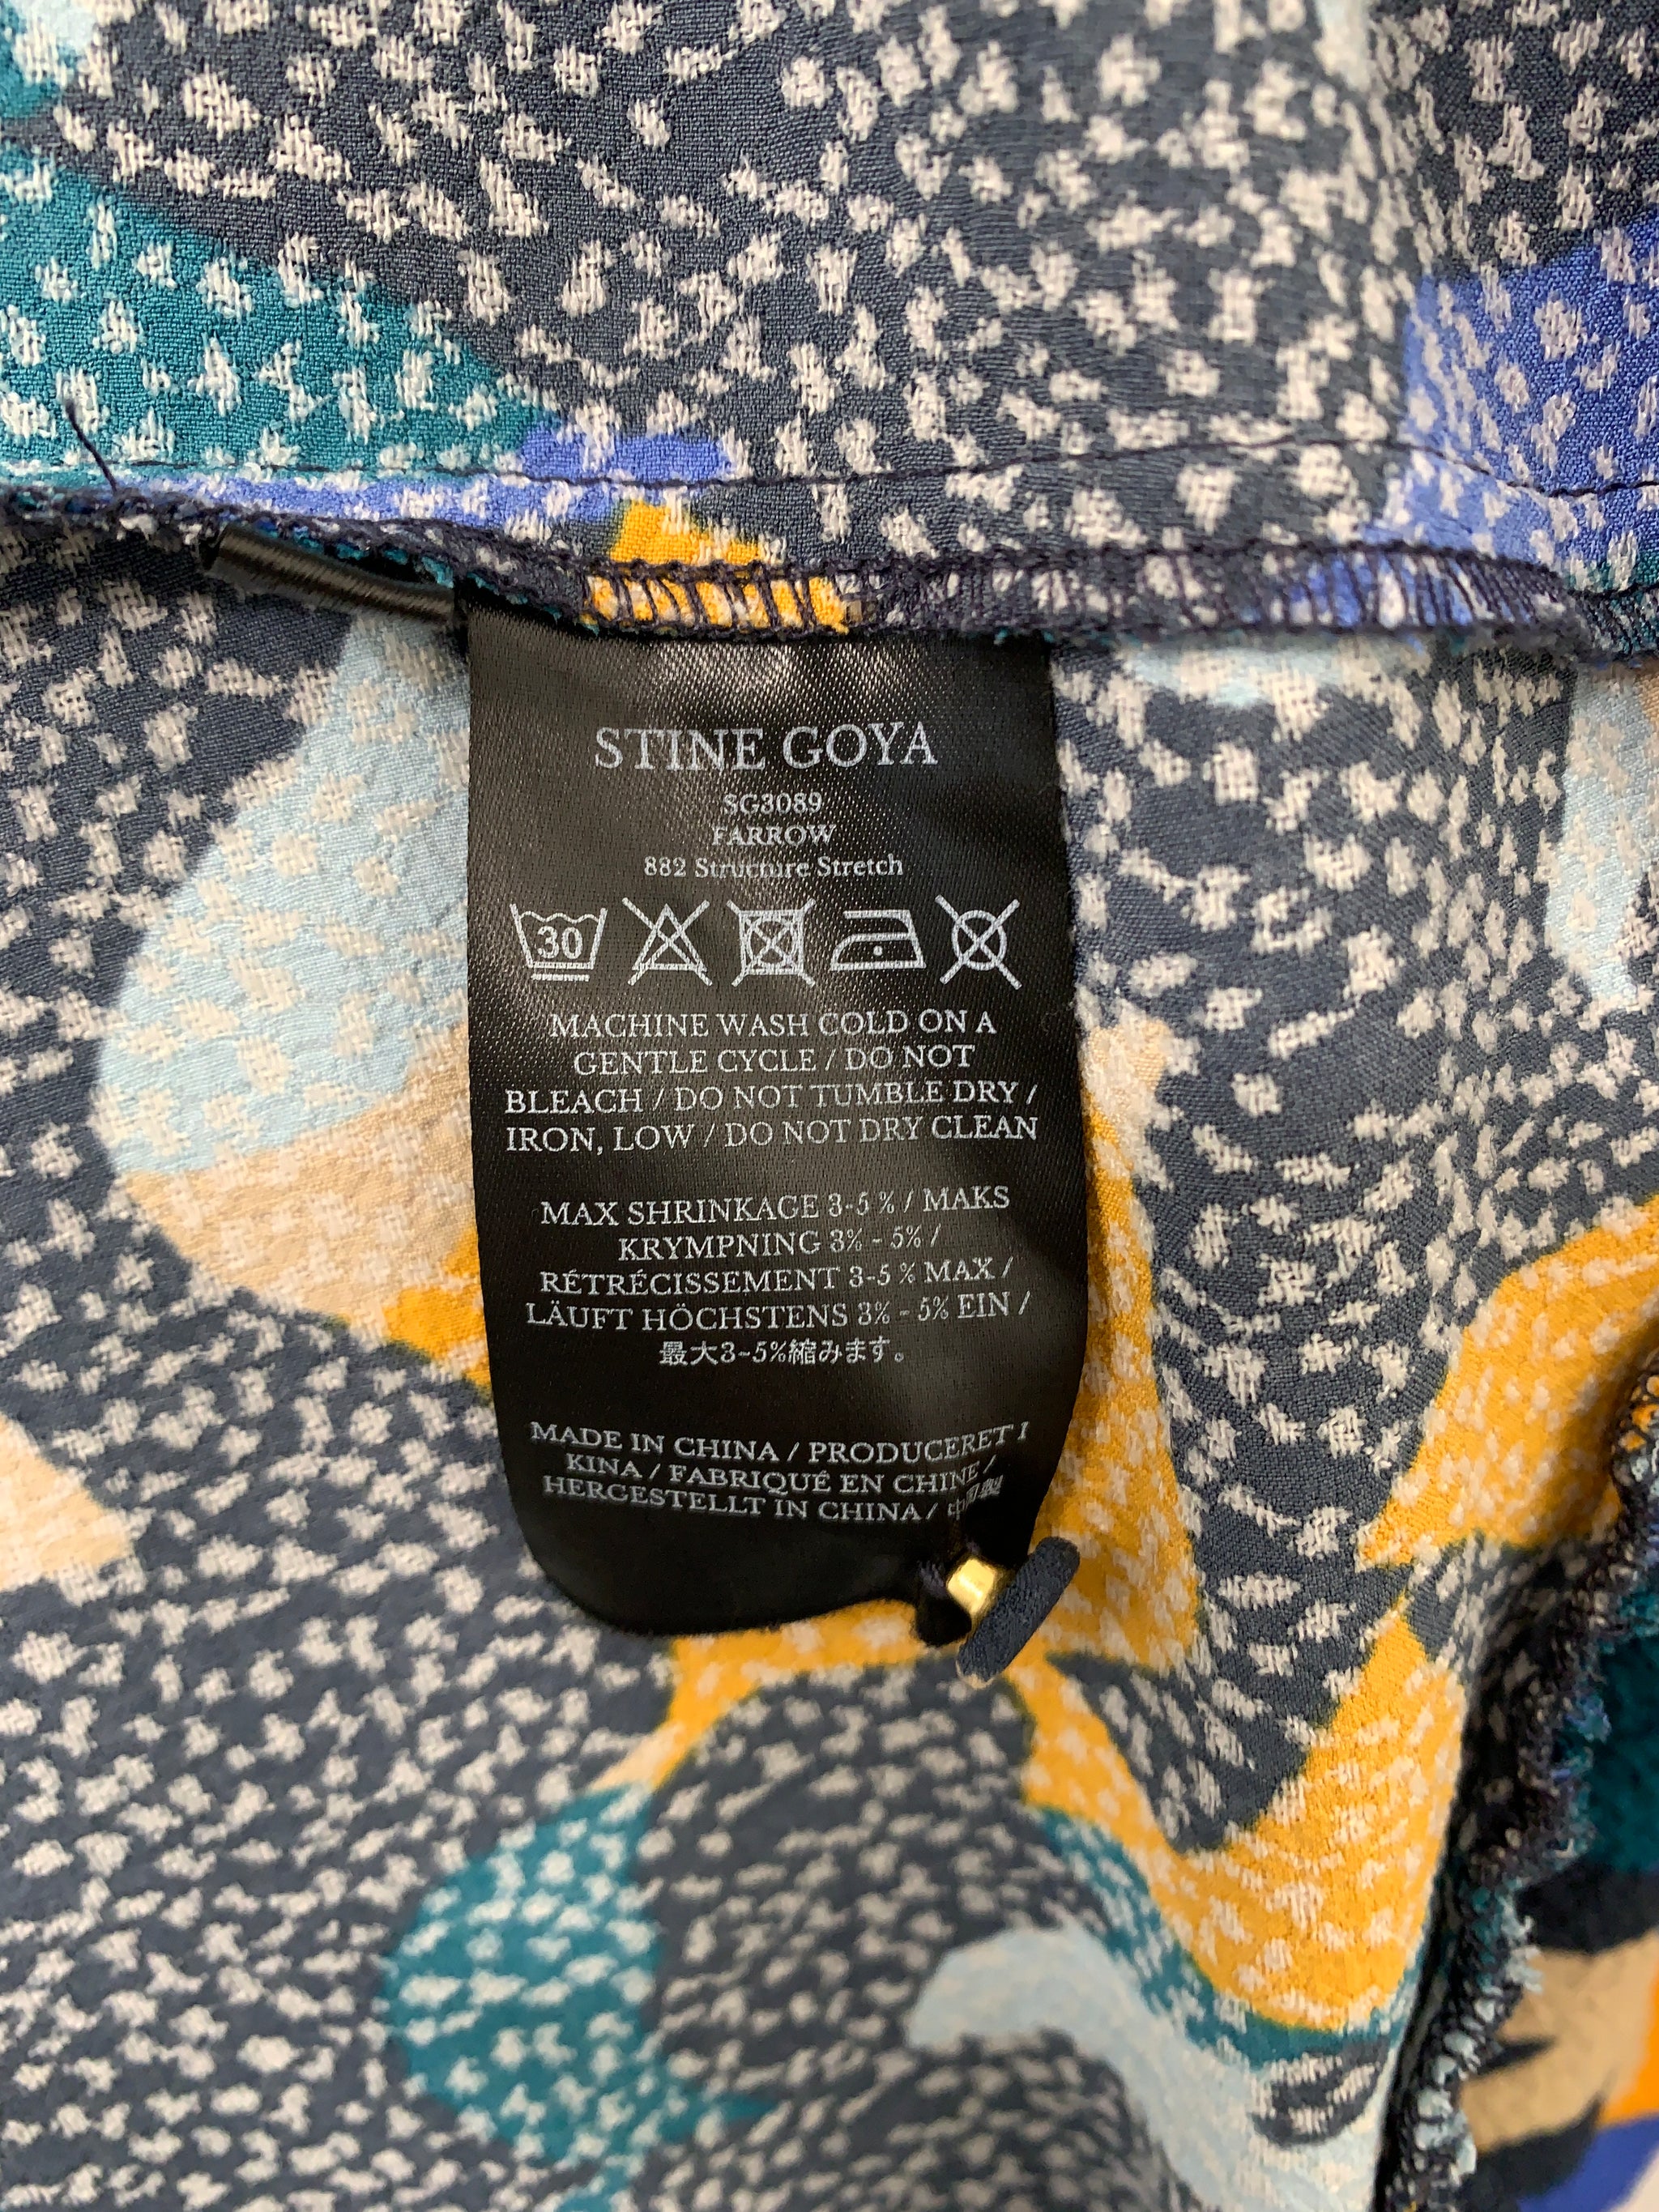 STINE GOYA
SG3089
FARROW
882 Structure Stretch
30
MACHINE WASH COLD ON A
GENTLE CYCLE / DO NOT
BLEACH / DO NOT TUMBLE DRY /
IRON, LOW / DO NOT DRY CLEAN
MAX SHRINKAGE 3-5 % / MAKS
KRYMPNING 3% - 5% /
RÉTRÉCISSEMENT 3-5 % MAX /
LÄUFT HÖCHSTENS 3% - 5% EIN /
最大3~5%縮みます。
MADE IN CHINA / PRODUCERET I
KINA / FABRIQUÉ EN CHINE /
HERGESTELLT IN CHINA / 中国製